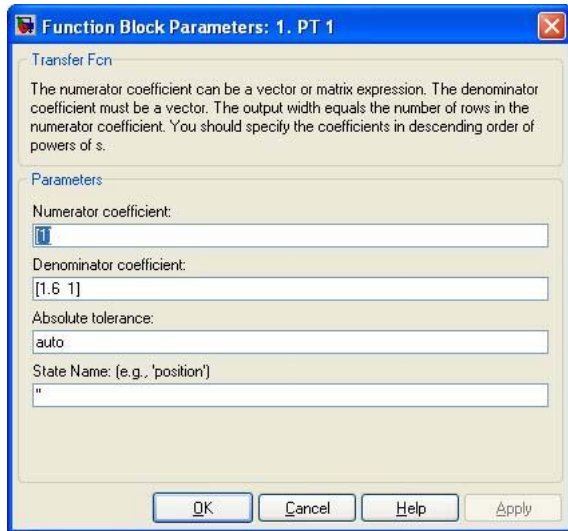 Function Block Parameters: 1. PT 1
Transfer Fcn
The numerator coefficient can be a vector or matrix expression. The denominator
coefficient must be a vector. The output width equals the number of rows in the
numerator coefficient. You should specify the coefficients in descending order of
powers of s.
Parameters
Numerator coefficient:
[1]
Denominator coefficient:
[1.6 1]
Absolute tolerance:
auto
State Name: (e.g., 'position')
''
OK Cancel Help Apply